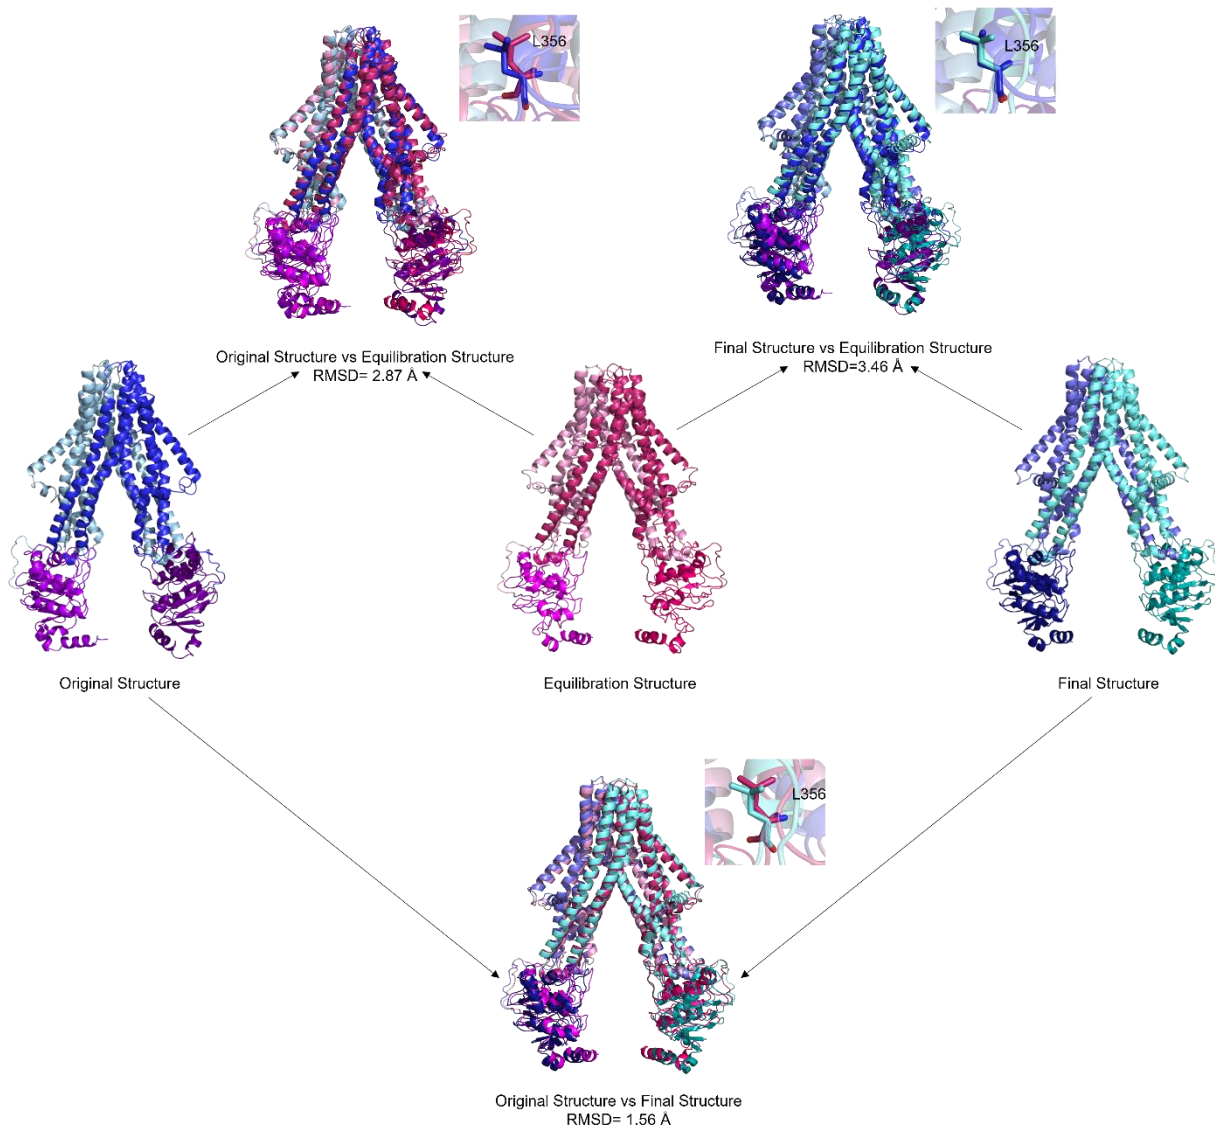 L356
L356
Original Structure vs Equilibration Structure
RMSD= 2.87 Å
Final Structure vs Equilibration Structure
RMSD=3.46 Å
Original Structure
Equilibration Structure
Final Structure
L356
Original Structure vs Final Structure
RMSD= 1.56 Å